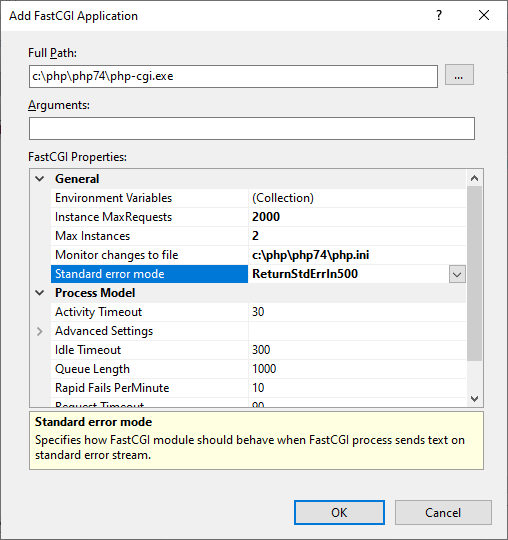 Add FastCGI Application
?
Full Path:
c:\php\php74\php-cgi.exe
...
Arguments:
FastCGI Properties:
General
Environment Variables (Collection)
Instance MaxRequests 2000
Max Instances 2
Monitor changes to file c:\php\php74\php.ini
Standard error mode ReturnStdErrIn500
Process Model
Activity Timeout 30
Advanced Settings
Idle Timeout 300
Queue Length 1000
Rapid Fails PerMinute 10
Request Timeout 90
Standard error mode
Specifies how FastCGI module should behave when FastCGI process sends text on
standard error stream.
OK Cancel